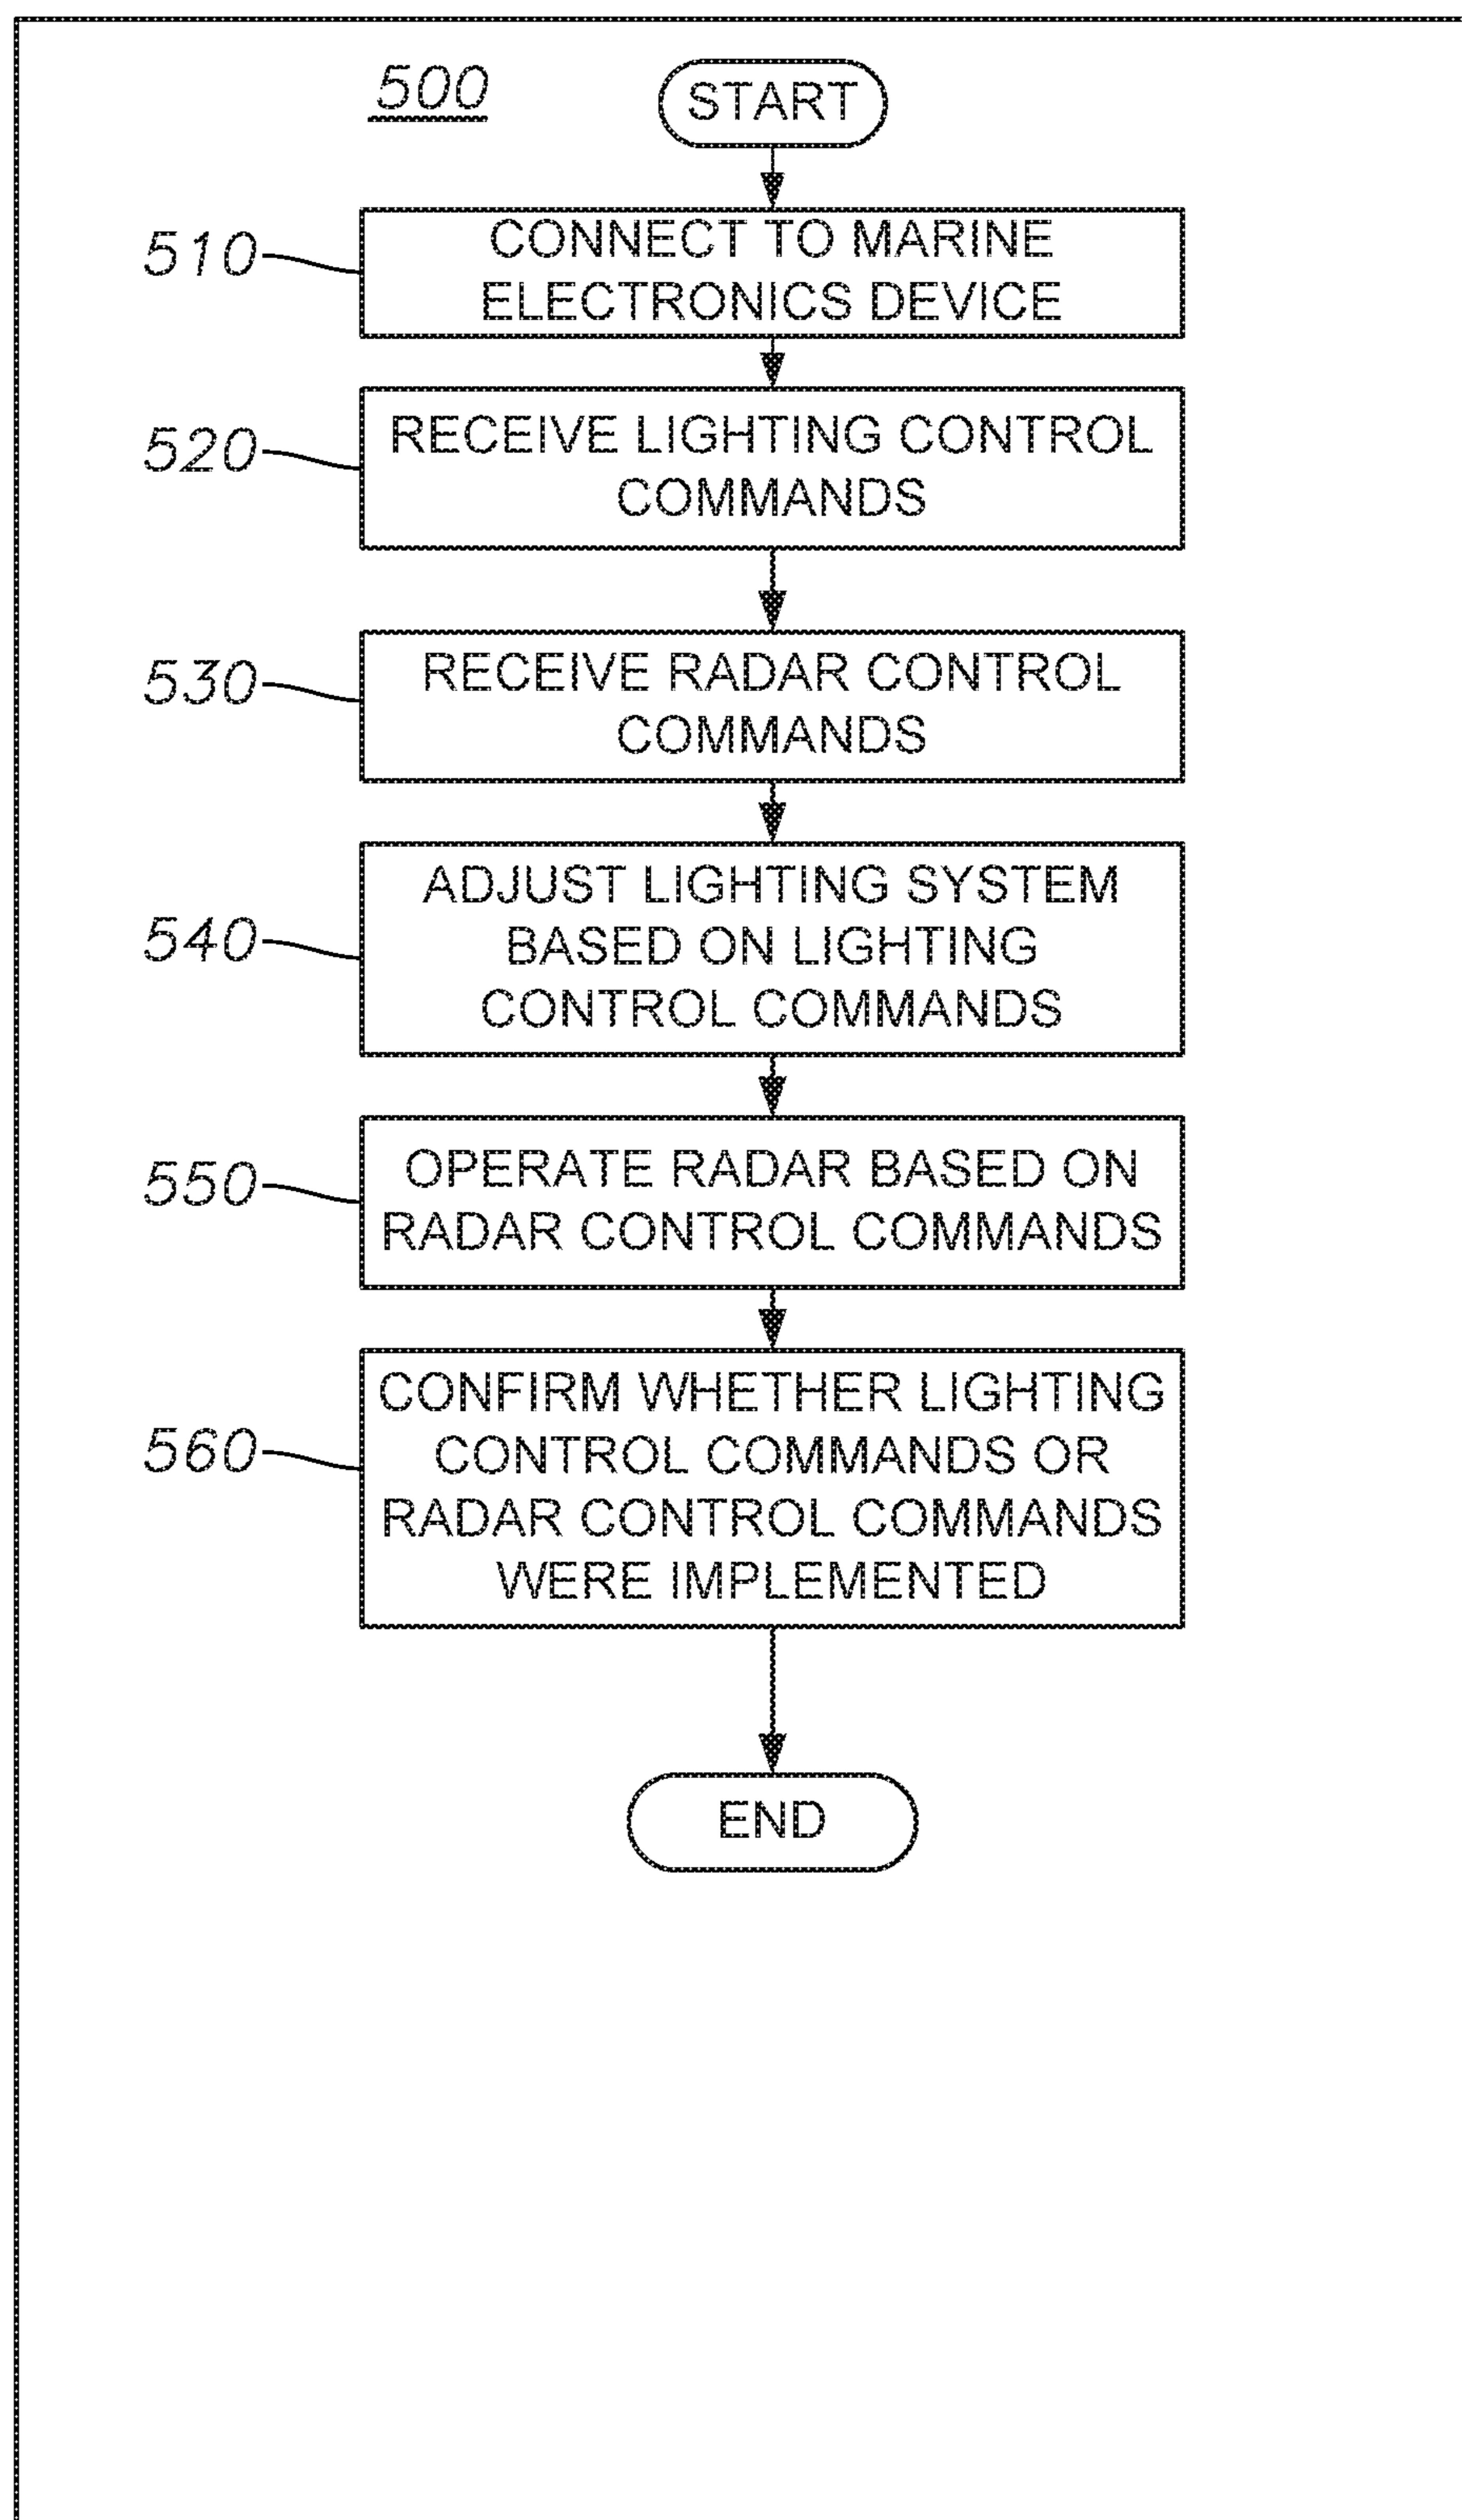 500
START
510
CONNECT TO MARINE
ELECTRONICS DEVICE
520
RECEIVE LIGHTING CONTROL
COMMANDS
530
RECEIVE RADAR CONTROL
COMMANDS
540
ADJUST LIGHTING SYSTEM
BASED ON LIGHTING
CONTROL COMMANDS
550
OPERATE RADAR BASED ON
RADAR CONTROL COMMANDS
560
CONFIRM WHETHER LIGHTING
CONTROL COMMANDS OR
RADAR CONTROL COMMANDS
WERE IMPLEMENTED
END